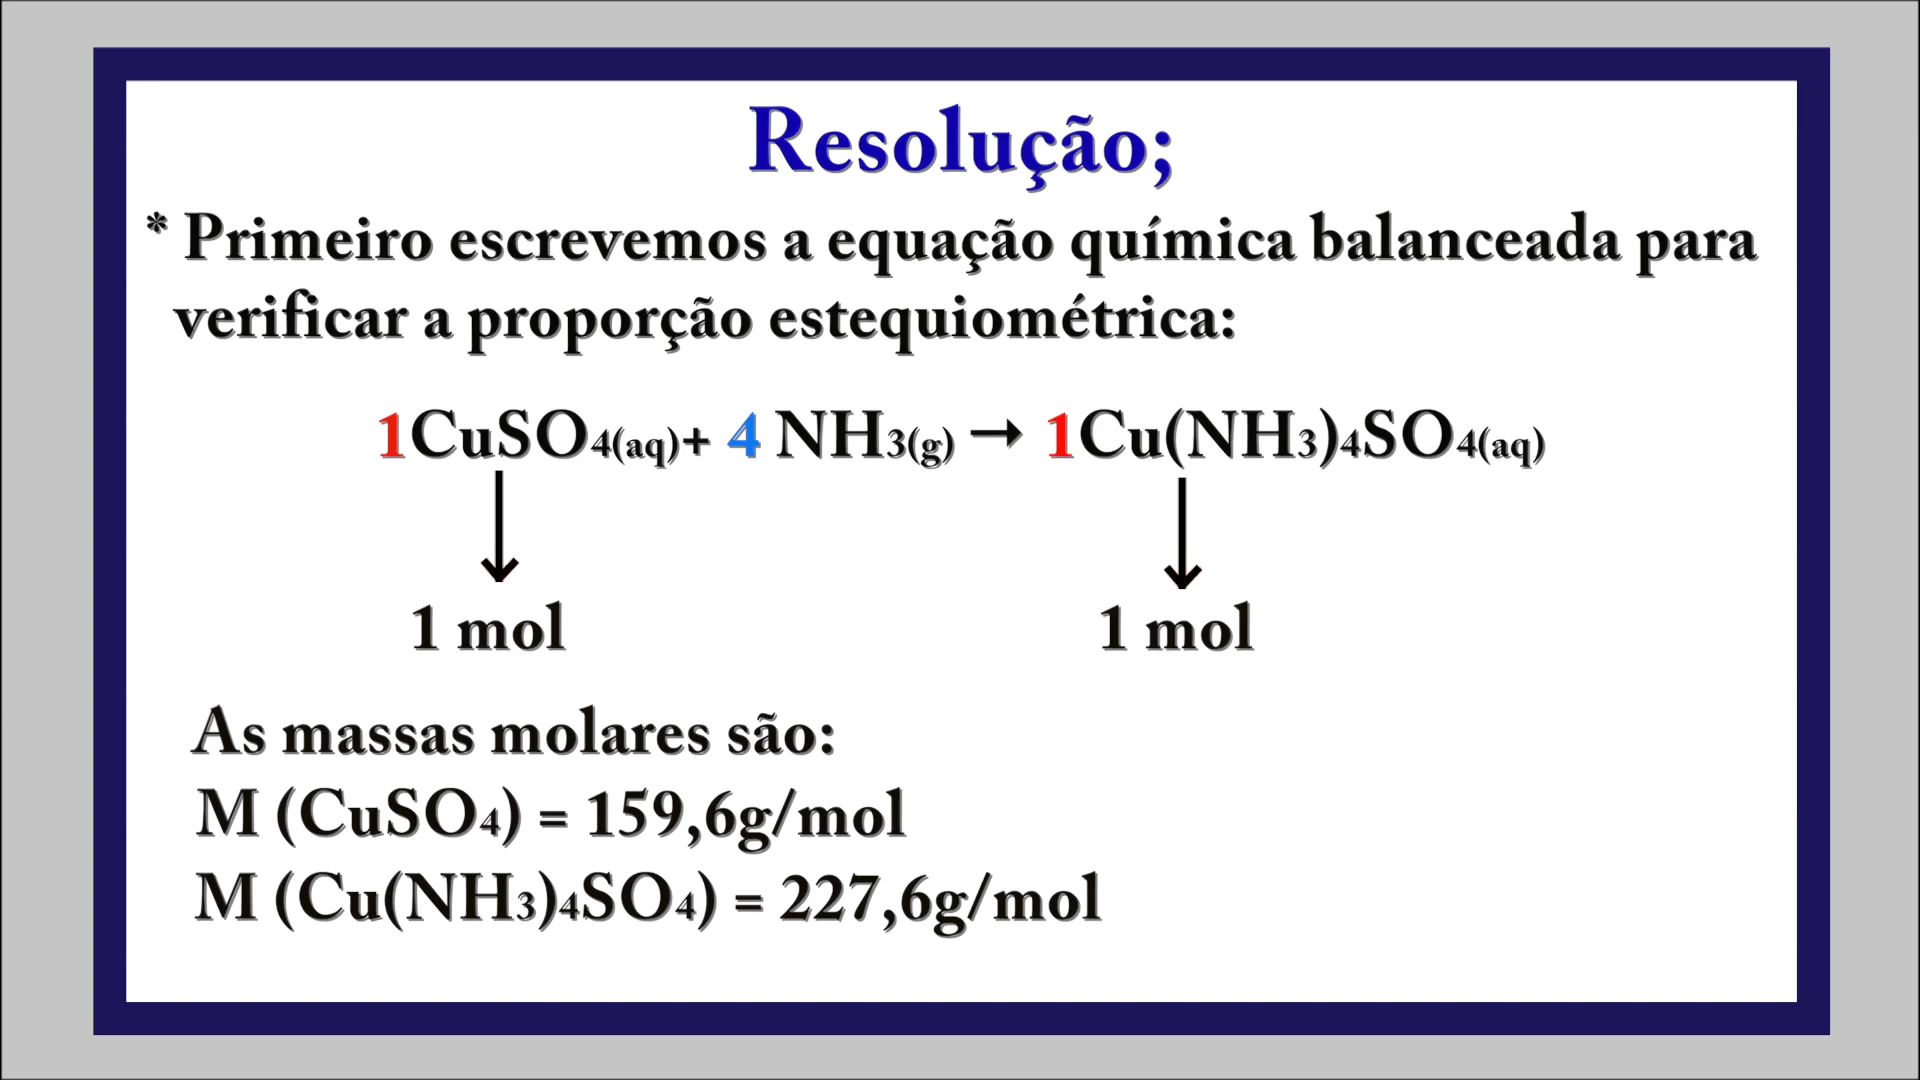 Resolução;
* Primeiro escrevemos a equação química balanceada para
verificar a proporção estequiométrica:
1CuSO4(aq)+ 4 NH3(g) → 1Cu(NH3)4SO4(aq)
1 mol 1 mol
As massas molares são:
M (CuSO4) = 159,6g/mol
M (Cu(NH3)4SO4) = 227,6g/mol